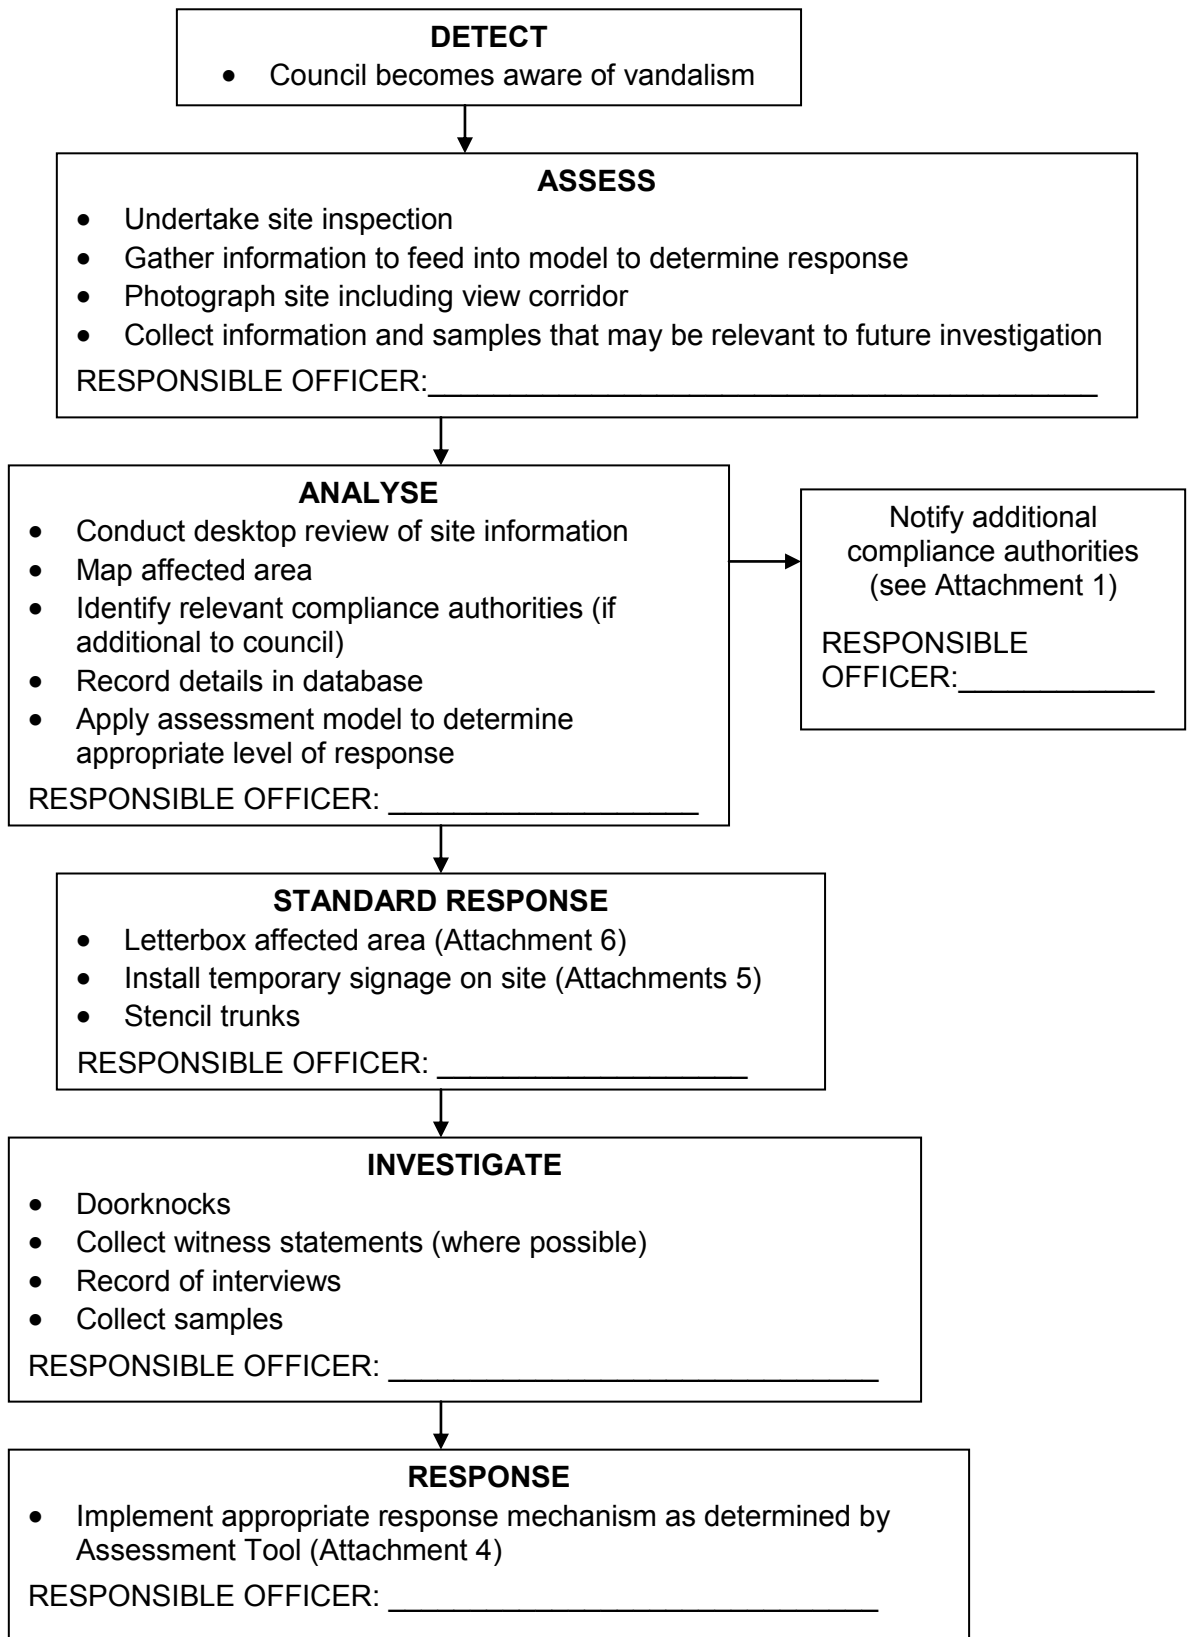 DETECT
• Council becomes aware of vandalism
ASSESS
• Undertake site inspection
• Gather information to feed into model to determine response
• Photograph site including view corridor
• Collect information and samples that may be relevant to future investigation
RESPONSIBLE OFFICER:_________________________________________
ANALYSE
• Conduct desktop review of site information
• Map affected area
• Identify relevant compliance authorities (if
additional to council)
• Record details in database
• Apply assessment model to determine
appropriate level of response
RESPONSIBLE OFFICER: ___________________
Notify additional
compliance authorities
(see Attachment 1)
RESPONSIBLE
OFFICER:____________
STANDARD RESPONSE
• Letterbox affected area (Attachment 6)
• Install temporary signage on site (Attachments 5)
• Stencil trunks
RESPONSIBLE OFFICER: ___________________
INVESTIGATE
• Doorknocks
• Collect witness statements (where possible)
• Record of interviews
• Collect samples
RESPONSIBLE OFFICER: ______________________________
RESPONSE
• Implement appropriate response mechanism as determined by
Assessment Tool (Attachment 4)
RESPONSIBLE OFFICER: ______________________________